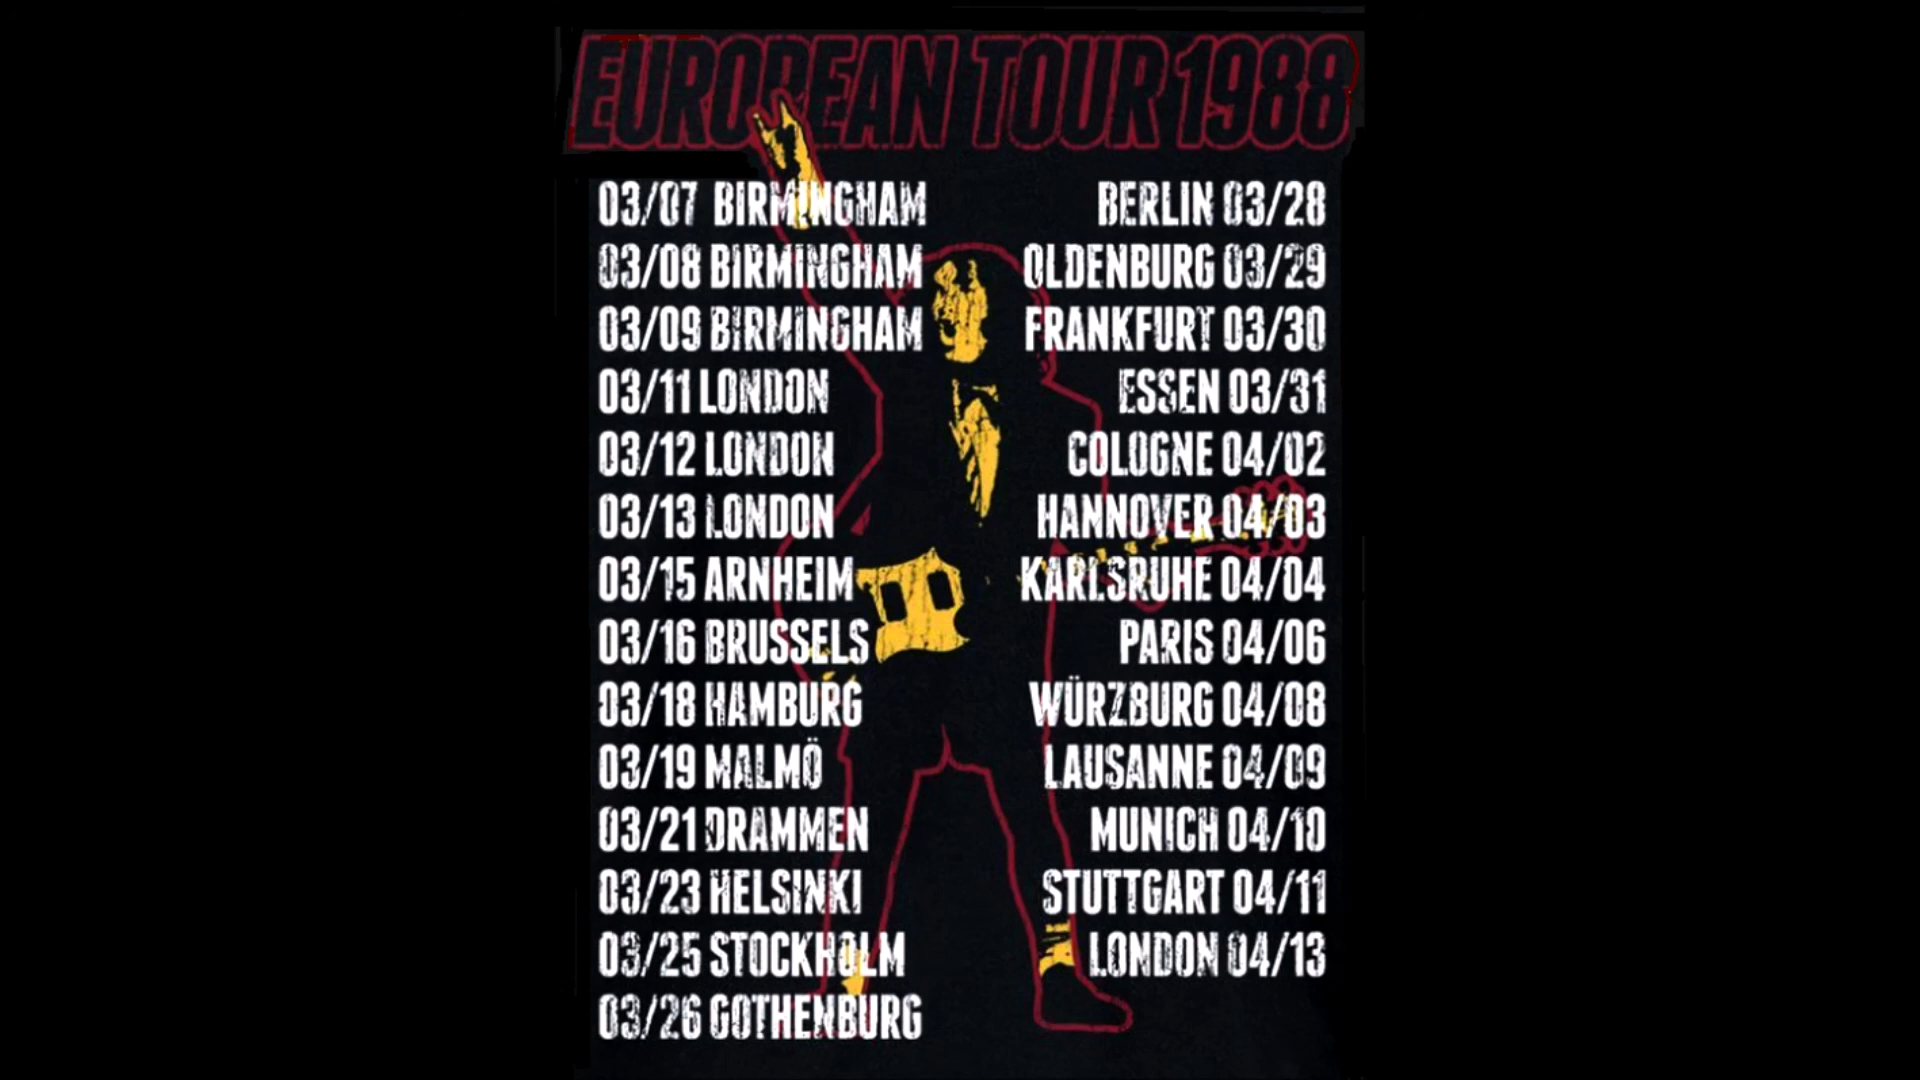 EUROPEAN TOUR 1988
03/07 BIRMINGHAM
03/08 BIRMINGHAM
03/09 BIRMINGHAM
03/11 LONDON
03/12 LONDON
03/13 LONDON
03/15 ARNHEIM
03/16 BRUSSELS
03/18 HAMBURG
03/19 MALMÖ
03/21 DRAMMEN
03/23 HELSINKI
03/25 STOCKHOLM
03/26 GOTHENBURG
BERLIN 03/28
OLDENBURG 03/29
FRANKFURT 03/30
ESSEN 03/31
COLOGNE 04/02
HANNOVER 04/03
KARLSRUHE 04/04
PARIS 04/06
WÜRZBURG 04/08
LAUSANNE 04/09
MUNICH 04/10
STUTTGART 04/11
LONDON 04/13